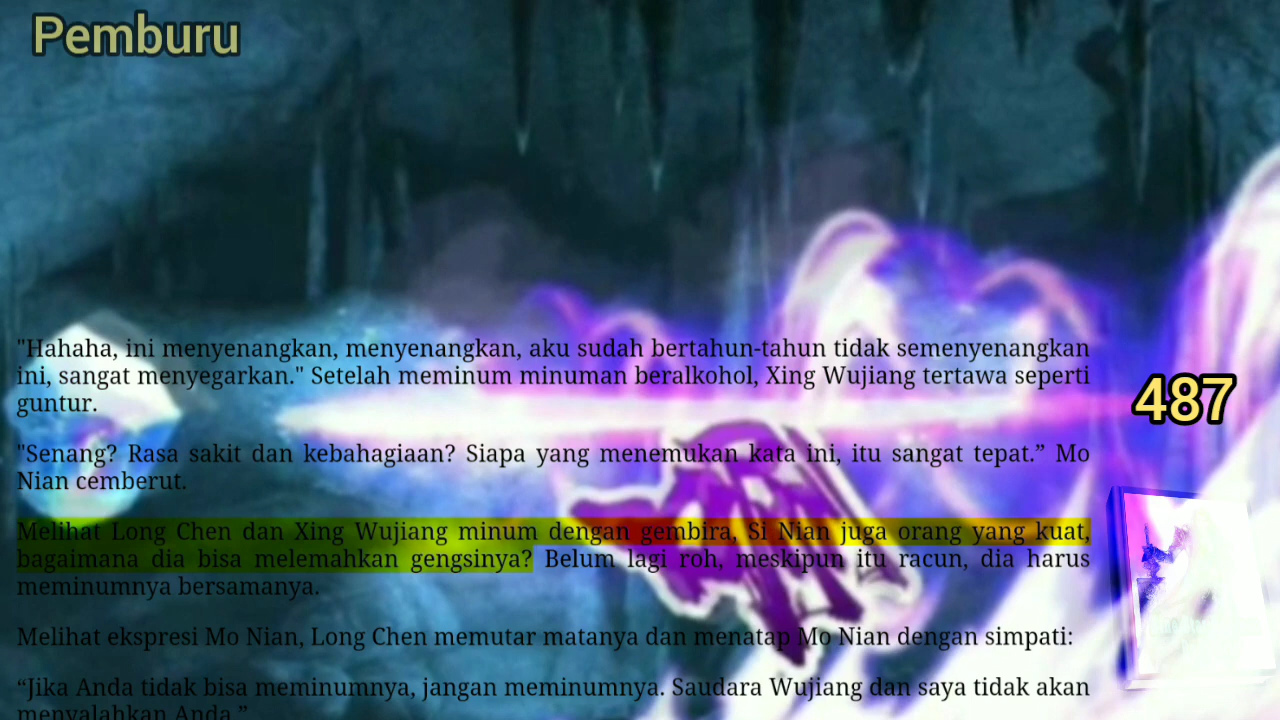 Pemburu
"Hahaha, ini menyenangkan, menyenangkan, aku sudah bertahun-tahun tidak semenyenangkan
ini, sangat menyegarkan." Setelah meminum minuman beralkohol, Xing Wujiang tertawa seperti
guntur.
487
"Senang? Rasa sakit dan kebahagiaan? Siapa yang menemukan kata ini, itu sangat tepat.” Mo
Nian cemberut.
Melihat Long Chen dan Xing Wujiang minum dengan gembira, Si Nian juga orang yang kuat,
bagaimana dia bisa melemahkan gengsinya? Belum lagi roh, meskipun itu racun, dia harus
meminumnya bersamanya.
Melihat ekspresi Mo Nian, Long Chen memutar matanya dan menatap Mo Nian dengan simpati:
“Jika Anda tidak bisa meminumnya, jangan meminumnya. Saudara Wujiang dan saya tidak akan
menyalahkan Anda.”